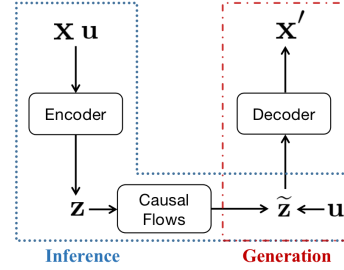 x u
x′
Encoder
Decoder
z
Causal
Flows
z̃
u
Inference
Generation